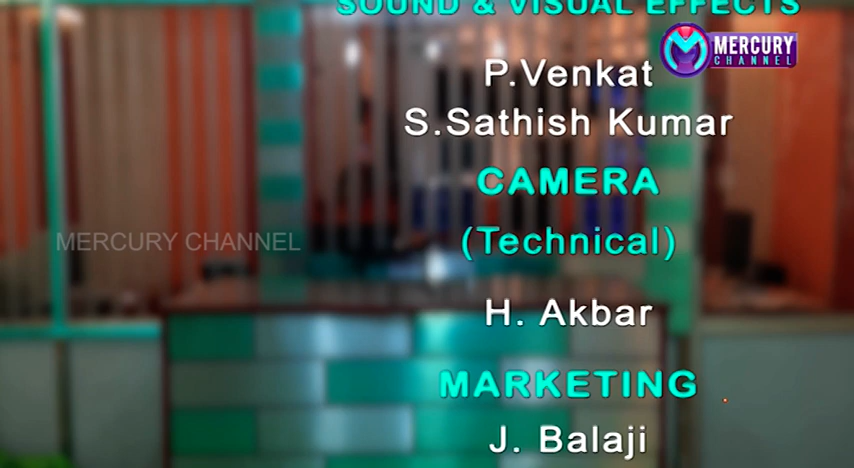 SOUND & VISUAL EFFECTS
MERCURY
CHANNEL
P.Venkat
S.Sathish Kumar
CAMERA
MERCURY CHANNEL
(Technical)
H. Akbar
MARKETING
J. Balaji